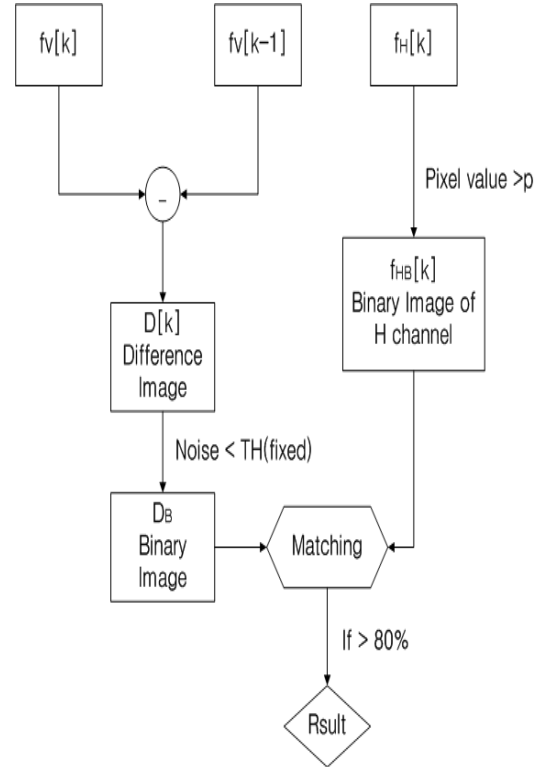 fv[k]
fv[k-1]
fH[k]
Pixel value >p
-
fHB[k]
Binary Image of
H channel
D[k]
Difference
Image
Noise < TH(fixed)
DB
Binary
Image
Matching
If > 80%
Rsult